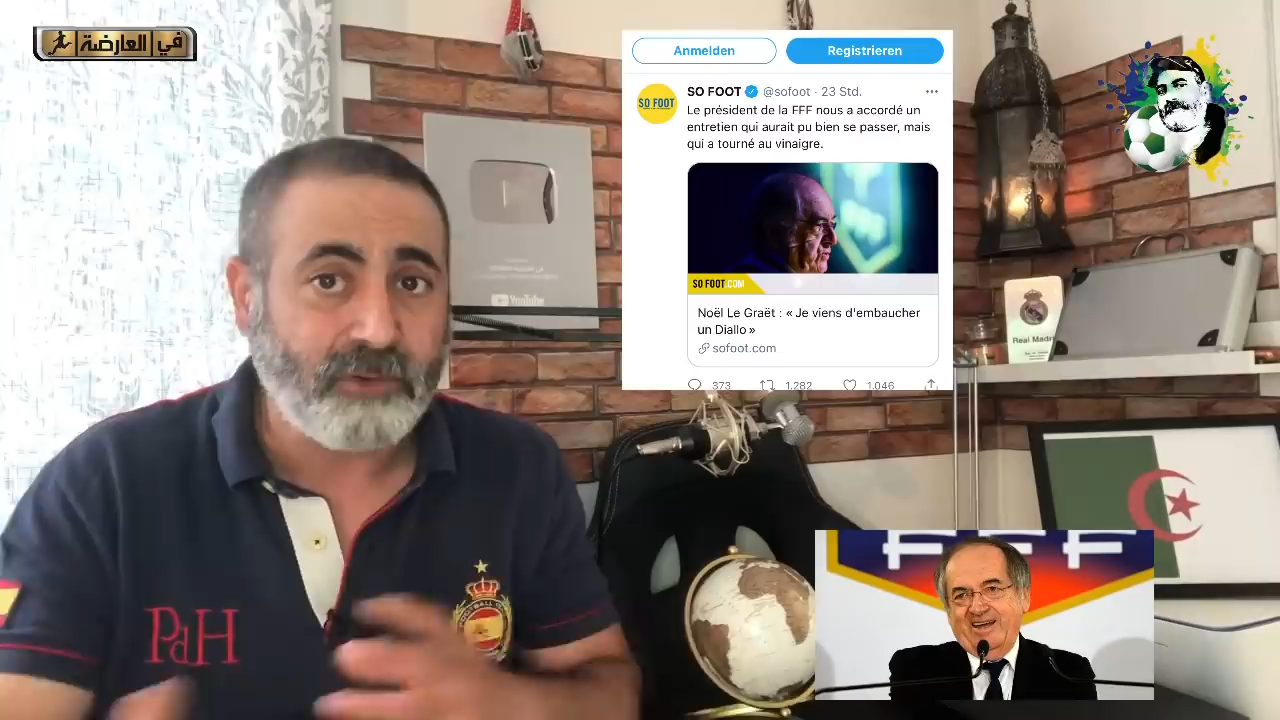 في العارضة
Anmelden
Registrieren
SO FOOT @sofoot · 23 Std.
Le président de la FFF nous a accordé un
entretien qui aurait pu bien se passer, mais
qui a tourné au vinaigre.
SO FOOT
SO FOOT.COM
Noël Le Graët : « Je viens d'embaucher
un Diallo »
sofoot.com
373 1.282 1.046
YouTube
FFF
PdH